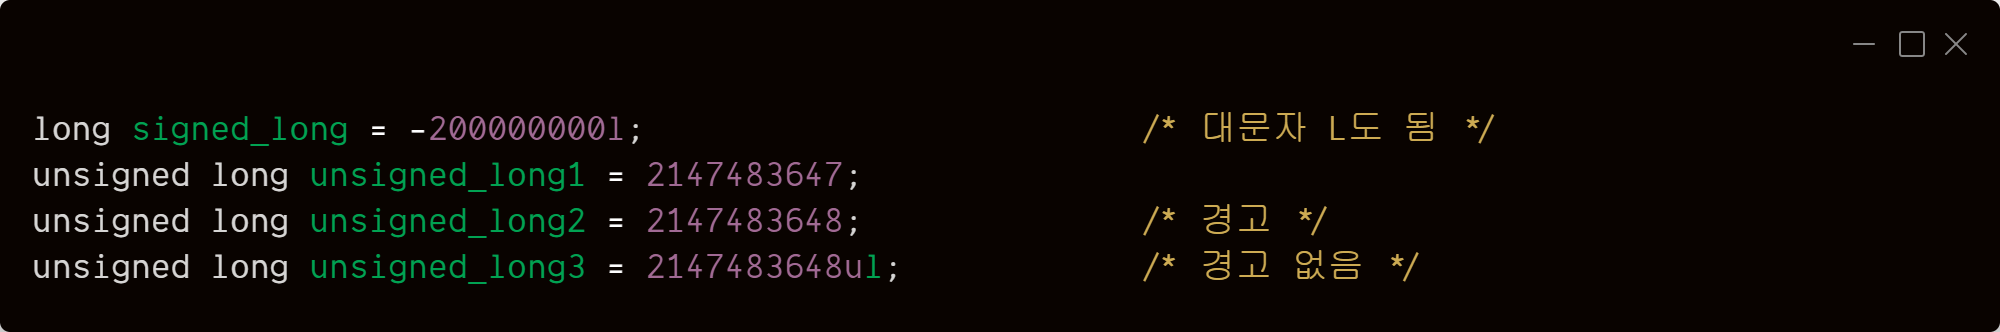 long signed_long = -200000000l; /* 대문자 L도 됨 */
unsigned long unsigned_long1 = 2147483647;
unsigned long unsigned_long2 = 2147483648; /* 경고 */
unsigned long unsigned_long3 = 2147483648ul; /* 경고 없음 */